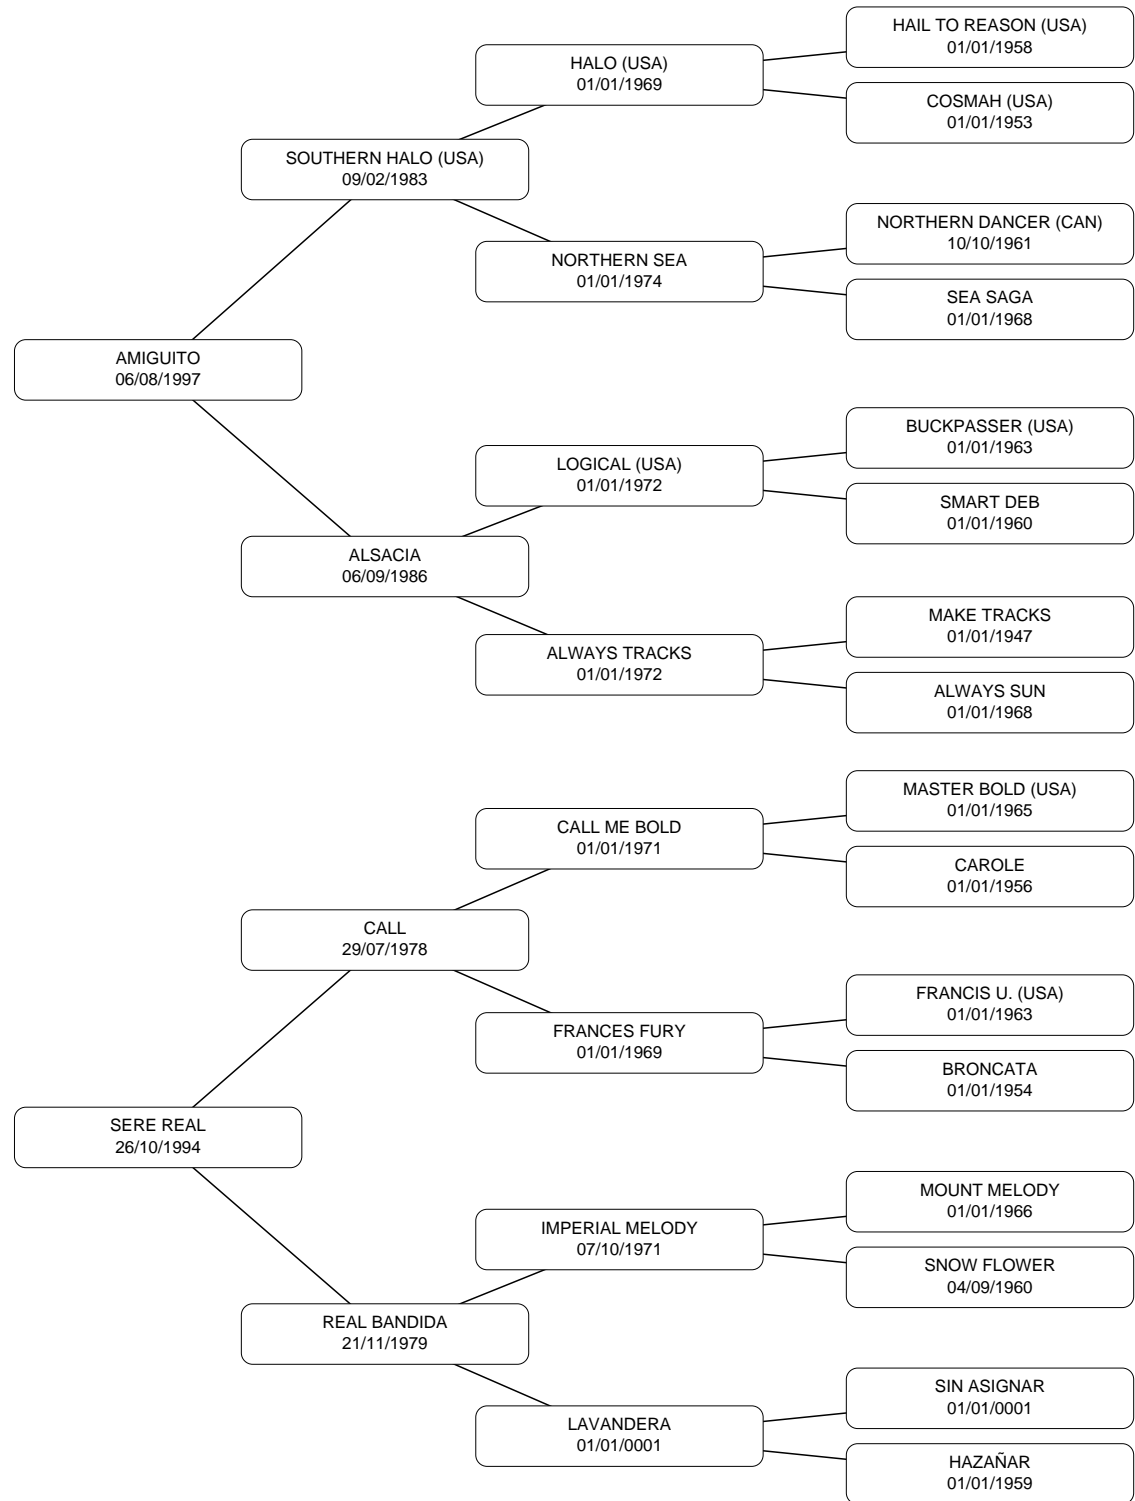 HAIL TO REASON (USA)
01/01/1958
HALO (USA)
01/01/1969
COSMAH (USA)
01/01/1953
SOUTHERN HALO (USA)
09/02/1983
NORTHERN DANCER (CAN)
10/10/1961
NORTHERN SEA
01/01/1974
SEA SAGA
01/01/1968
AMIGUITO
06/08/1997
BUCKPASSER (USA)
01/01/1963
LOGICAL (USA)
01/01/1972
SMART DEB
01/01/1960
ALSACIA
06/09/1986
MAKE TRACKS
01/01/1947
ALWAYS TRACKS
01/01/1972
ALWAYS SUN
01/01/1968
MASTER BOLD (USA)
01/01/1965
CALL ME BOLD
01/01/1971
CAROLE
01/01/1956
CALL
29/07/1978
FRANCIS U. (USA)
01/01/1963
FRANCES FURY
01/01/1969
BRONCATA
01/01/1954
SERE REAL
26/10/1994
MOUNT MELODY
01/01/1966
IMPERIAL MELODY
07/10/1971
SNOW FLOWER
04/09/1960
REAL BANDIDA
21/11/1979
SIN ASIGNAR
01/01/0001
LAVANDERA
01/01/0001
HAZAÑAR
01/01/1959